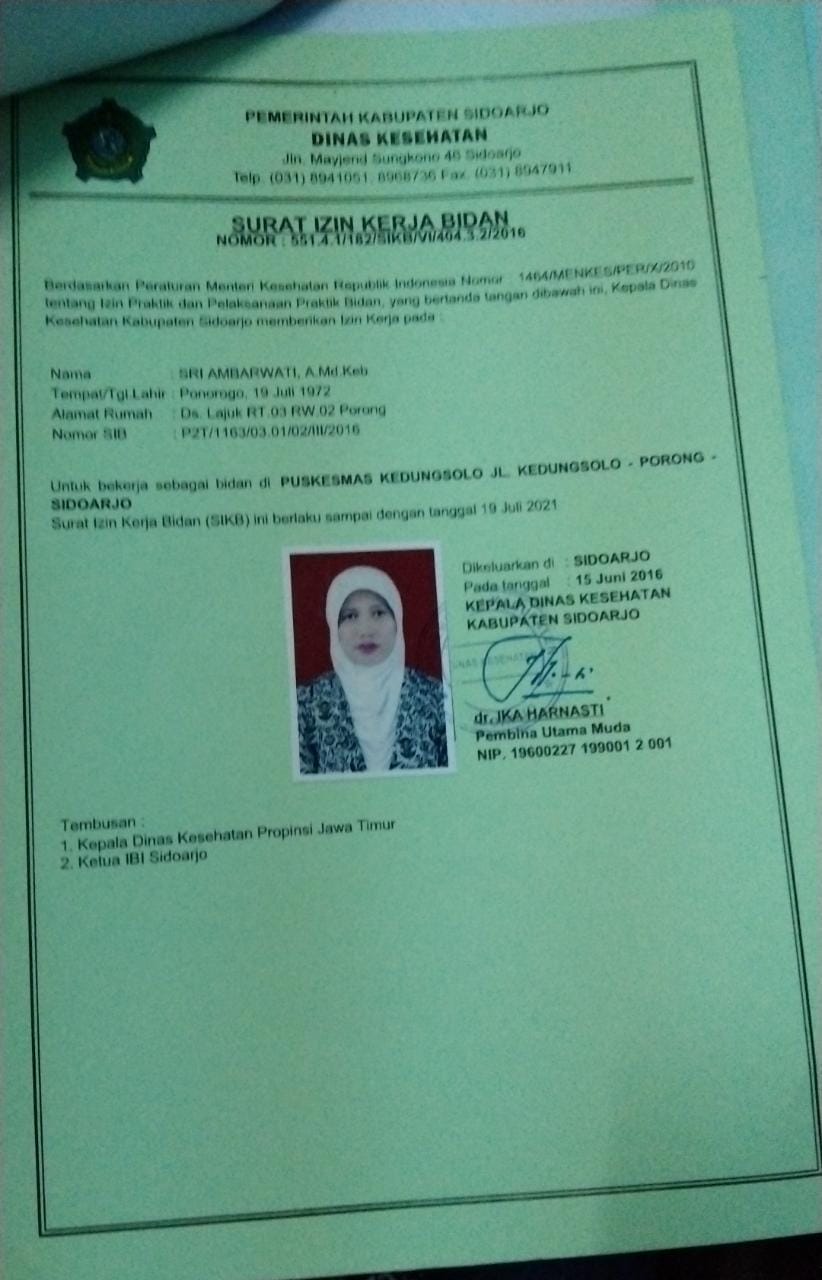 PEMERINTAH KABUPATEN SIDOARJO
DINAS KESEHATAN
Jln. Mayjend Sungkono 46 Sidoarjo
Telp. (031) 8941051, 8968736 Fax. (031) 8947911
SURAT IZIN KERJA BIDAN
NOMOR : 551.4.1/182/SIKB/VI/404.3.2/2016
Berdasarkan Peraturan Menteri Kesehatan Republik Indonesia Nomor 1464/MENKES/PER/X/2010
tentang Izin Praktik dan Pelaksanaan Praktik Bidan, yang bertanda tangan dibawah ini, Kepala Dinas
Kesehatan Kabupaten Sidoarjo memberikan Izin Kerja pada :
Nama : SRI AMBARWATI, A.Md.Keb
Tempat/Tgl.Lahir : Ponorogo, 19 Juli 1972
Alamat Rumah : Ds. Lajuk RT.03 RW.02 Porong
Nomor SIB : P2T/1163/03.01/02/III/2016
Untuk bekerja sebagai bidan di PUSKESMAS KEDUNGSOLO JL. KEDUNGSOLO - PORONG -
SIDOARJO
Surat Izin Kerja Bidan (SIKB) ini berlaku sampai dengan tanggal 19 Juli 2021
Dikeluarkan di : SIDOARJO
Pada tanggal : 15 Juni 2016
KEPALA DINAS KESEHATAN
KABUPATEN SIDOARJO
dr. IKA HARNASTI
Pembina Utama Muda
NIP. 19600227 199001 2 001
Tembusan :
1. Kepala Dinas Kesehatan Propinsi Jawa Timur
2. Ketua IBI Sidoarjo